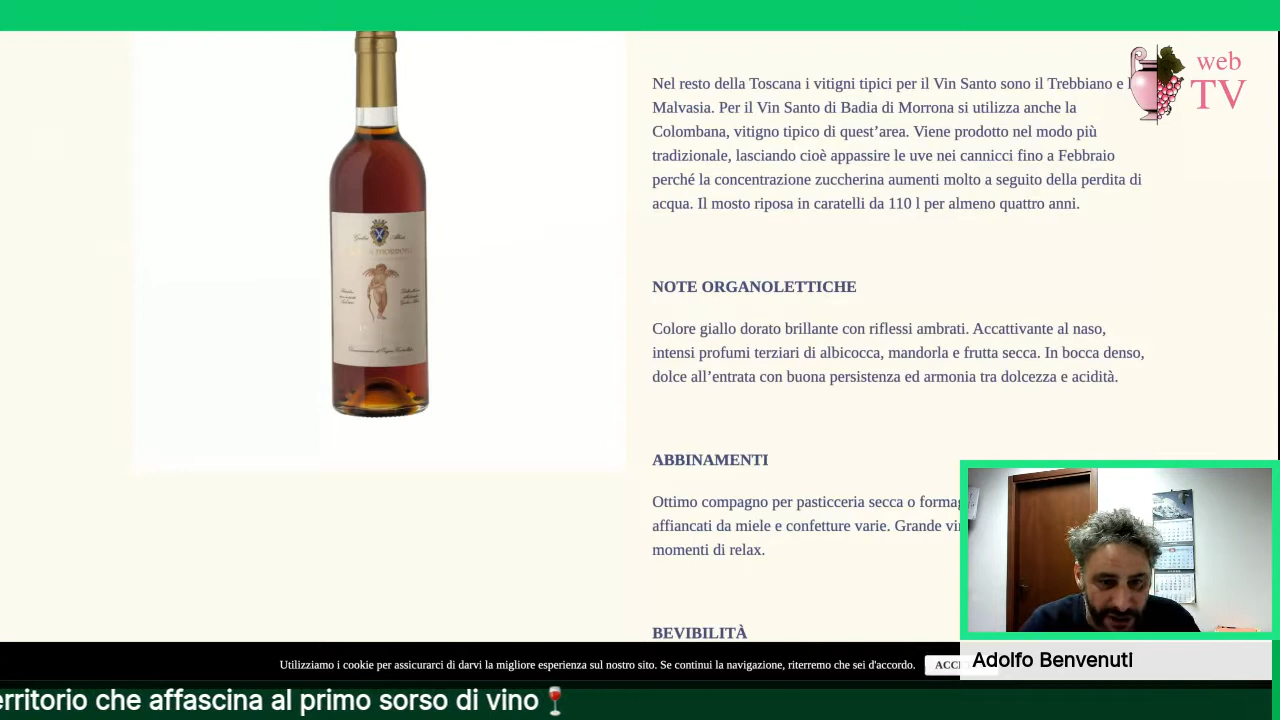 web
TV
Nel resto della Toscana i vitigni tipici per il Vin Santo sono il Trebbiano e
Malvasia. Per il Vin Santo di Badia di Morrona si utilizza anche la
Colombana, vitigno tipico di quest’area. Viene prodotto nel modo più
tradizionale, lasciando cioè appassire le uve nei cannicci fino a Febbraio
perché la concentrazione zuccherina aumenti molto a seguito della perdita di
acqua. Il mosto riposa in caratelli da 110 l per almeno quattro anni.
NOTE ORGANOLETTICHE
Colore giallo dorato brillante con riflessi ambrati. Accattivante al naso,
intensi profumi terziari di albicocca, mandorla e frutta secca. In bocca denso,
dolce all’entrata con buona persistenza ed armonia tra dolcezza e acidità.
ABBINAMENTI
Ottimo compagno per pasticceria secca o
affiancati da miele e confetture varie. Grande
momenti di relax.
BEVIBILITÀ
Utilizziamo i cookie per assicurarci di darvi la migliore esperienza sul nostro sito. Se continui la navigazione, riterremo che sei d'accordo.
Adolfo Benvenuti
erritorio che affascina al primo sorso di vino🍷